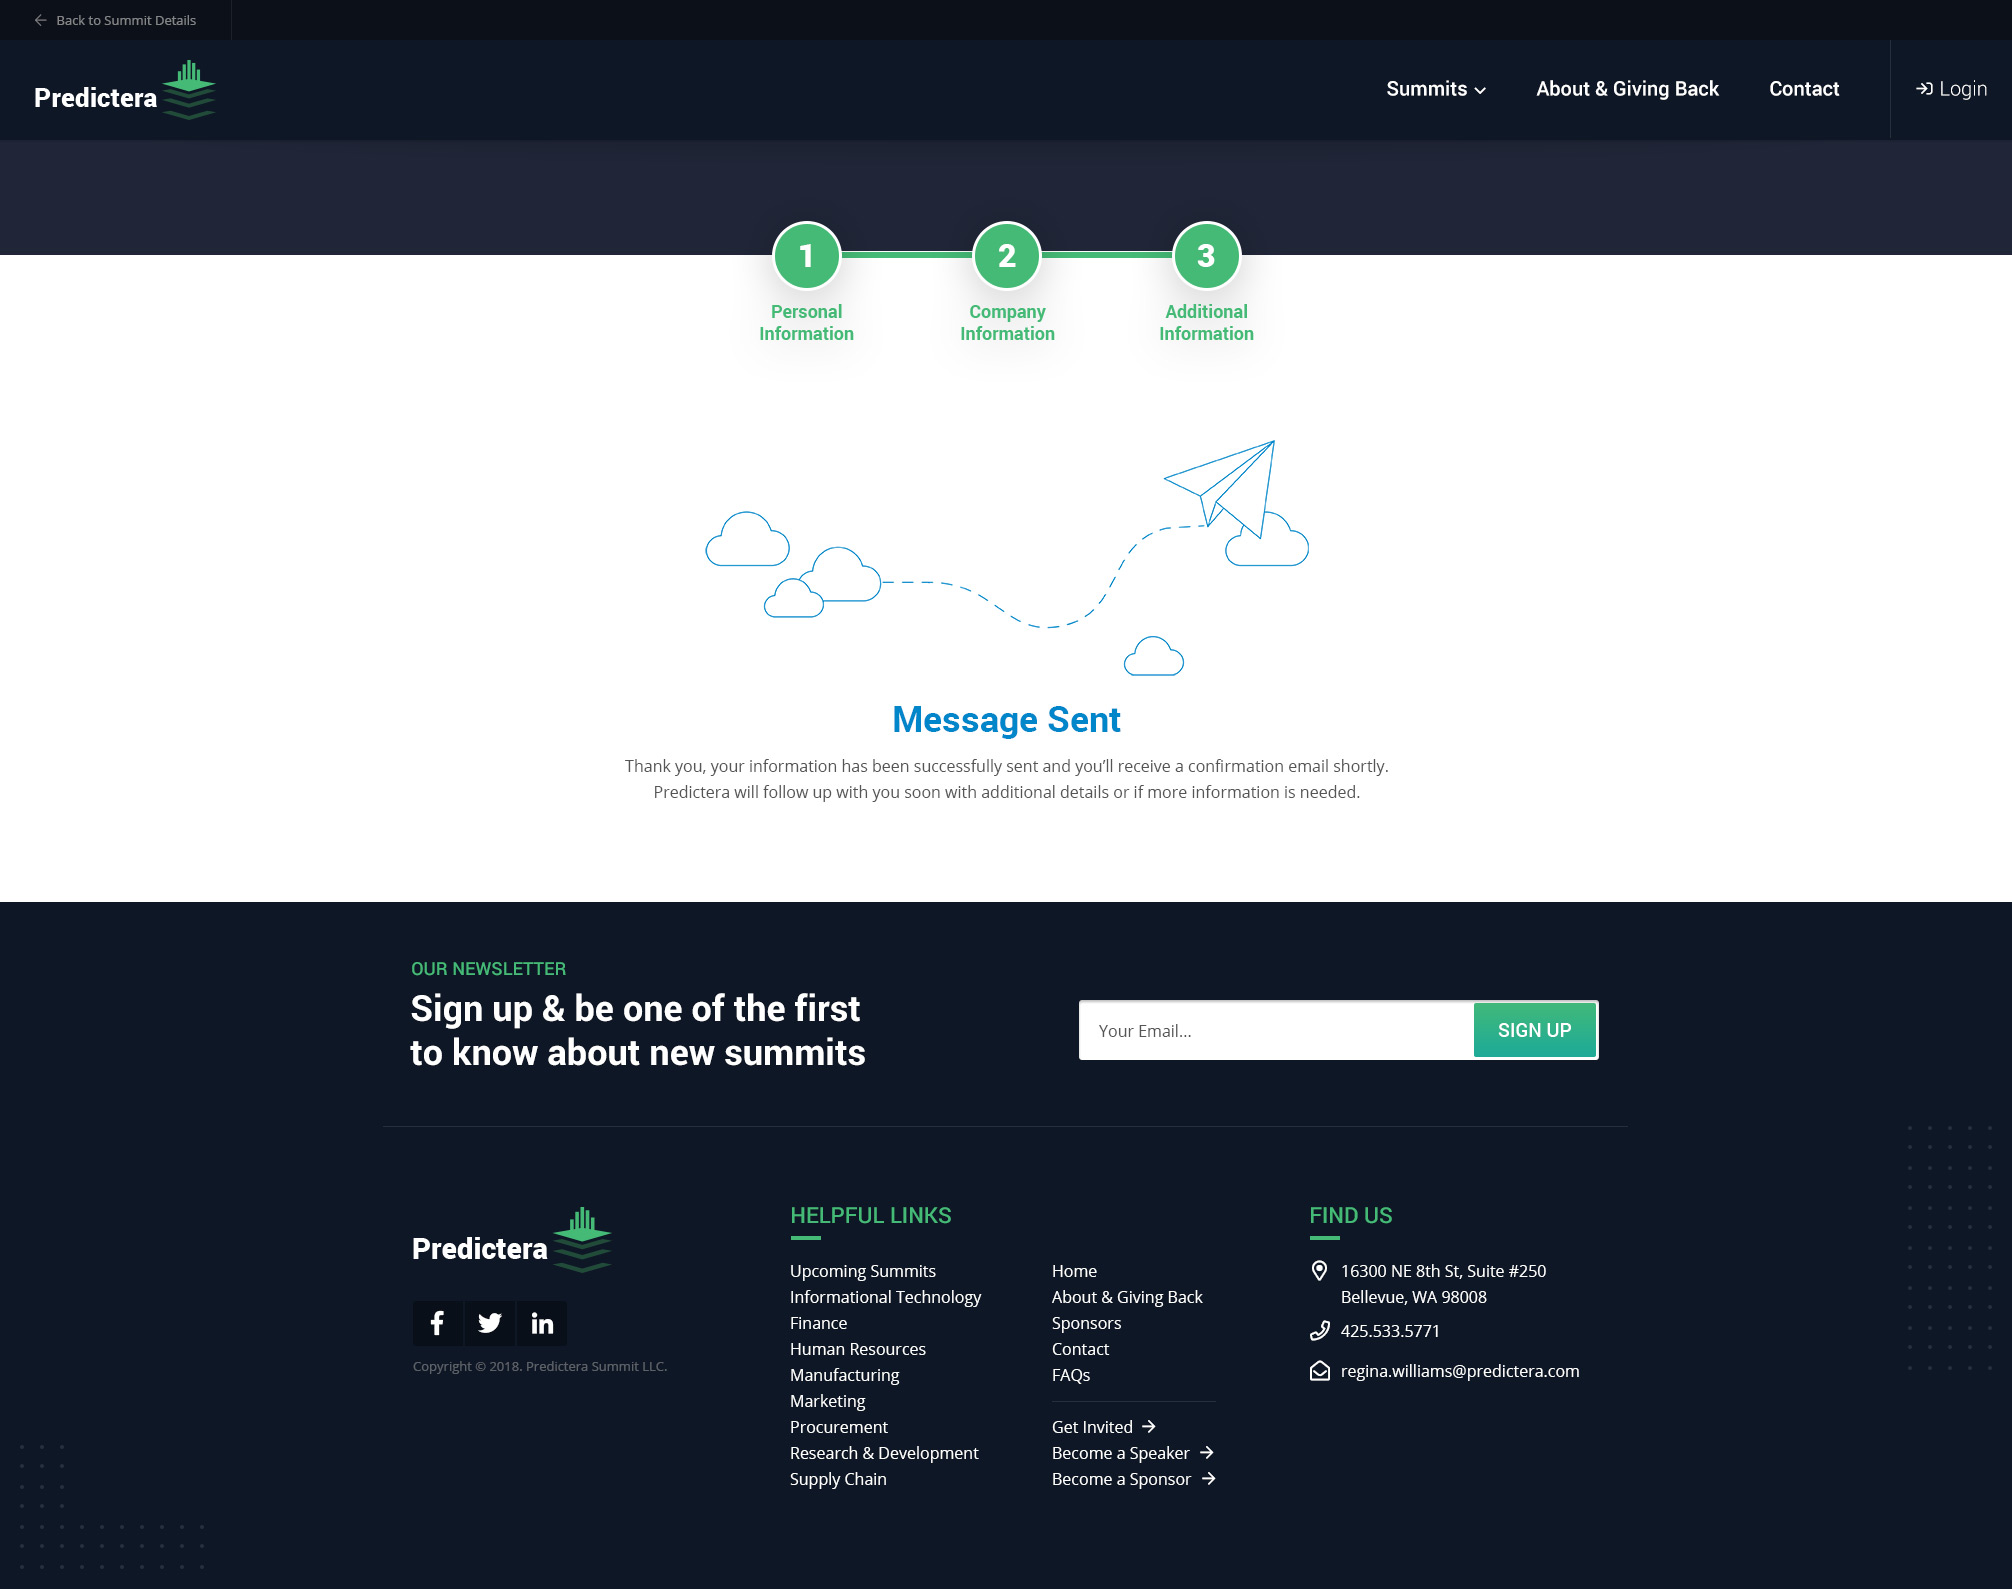 Back to Summit Details
Predictera
Summits
About & Giving Back
Contact
Login
1
2
3
Personal
Information
Company
Information
Additional
Information
Message Sent
Thank you, your information has been successfully sent and you’ll receive a confirmation email shortly.
Predictera will follow up with you soon with additional details or if more information is needed.
OUR NEWSLETTER
Sign up & be one of the first
to know about new summits
Your Email...
SIGN UP
Predictera
Copyright © 2018. Predictera Summit LLC.
HELPFUL LINKS
Upcoming Summits
Informational Technology
Finance
Human Resources
Manufacturing
Marketing
Procurement
Research & Development
Supply Chain
Home
About & Giving Back
Sponsors
Contact
FAQs
Get Invited
Become a Speaker
Become a Sponsor
FIND US
16300 NE 8th St, Suite #250
Bellevue, WA 98008
425.533.5771
regina.williams@predictera.com